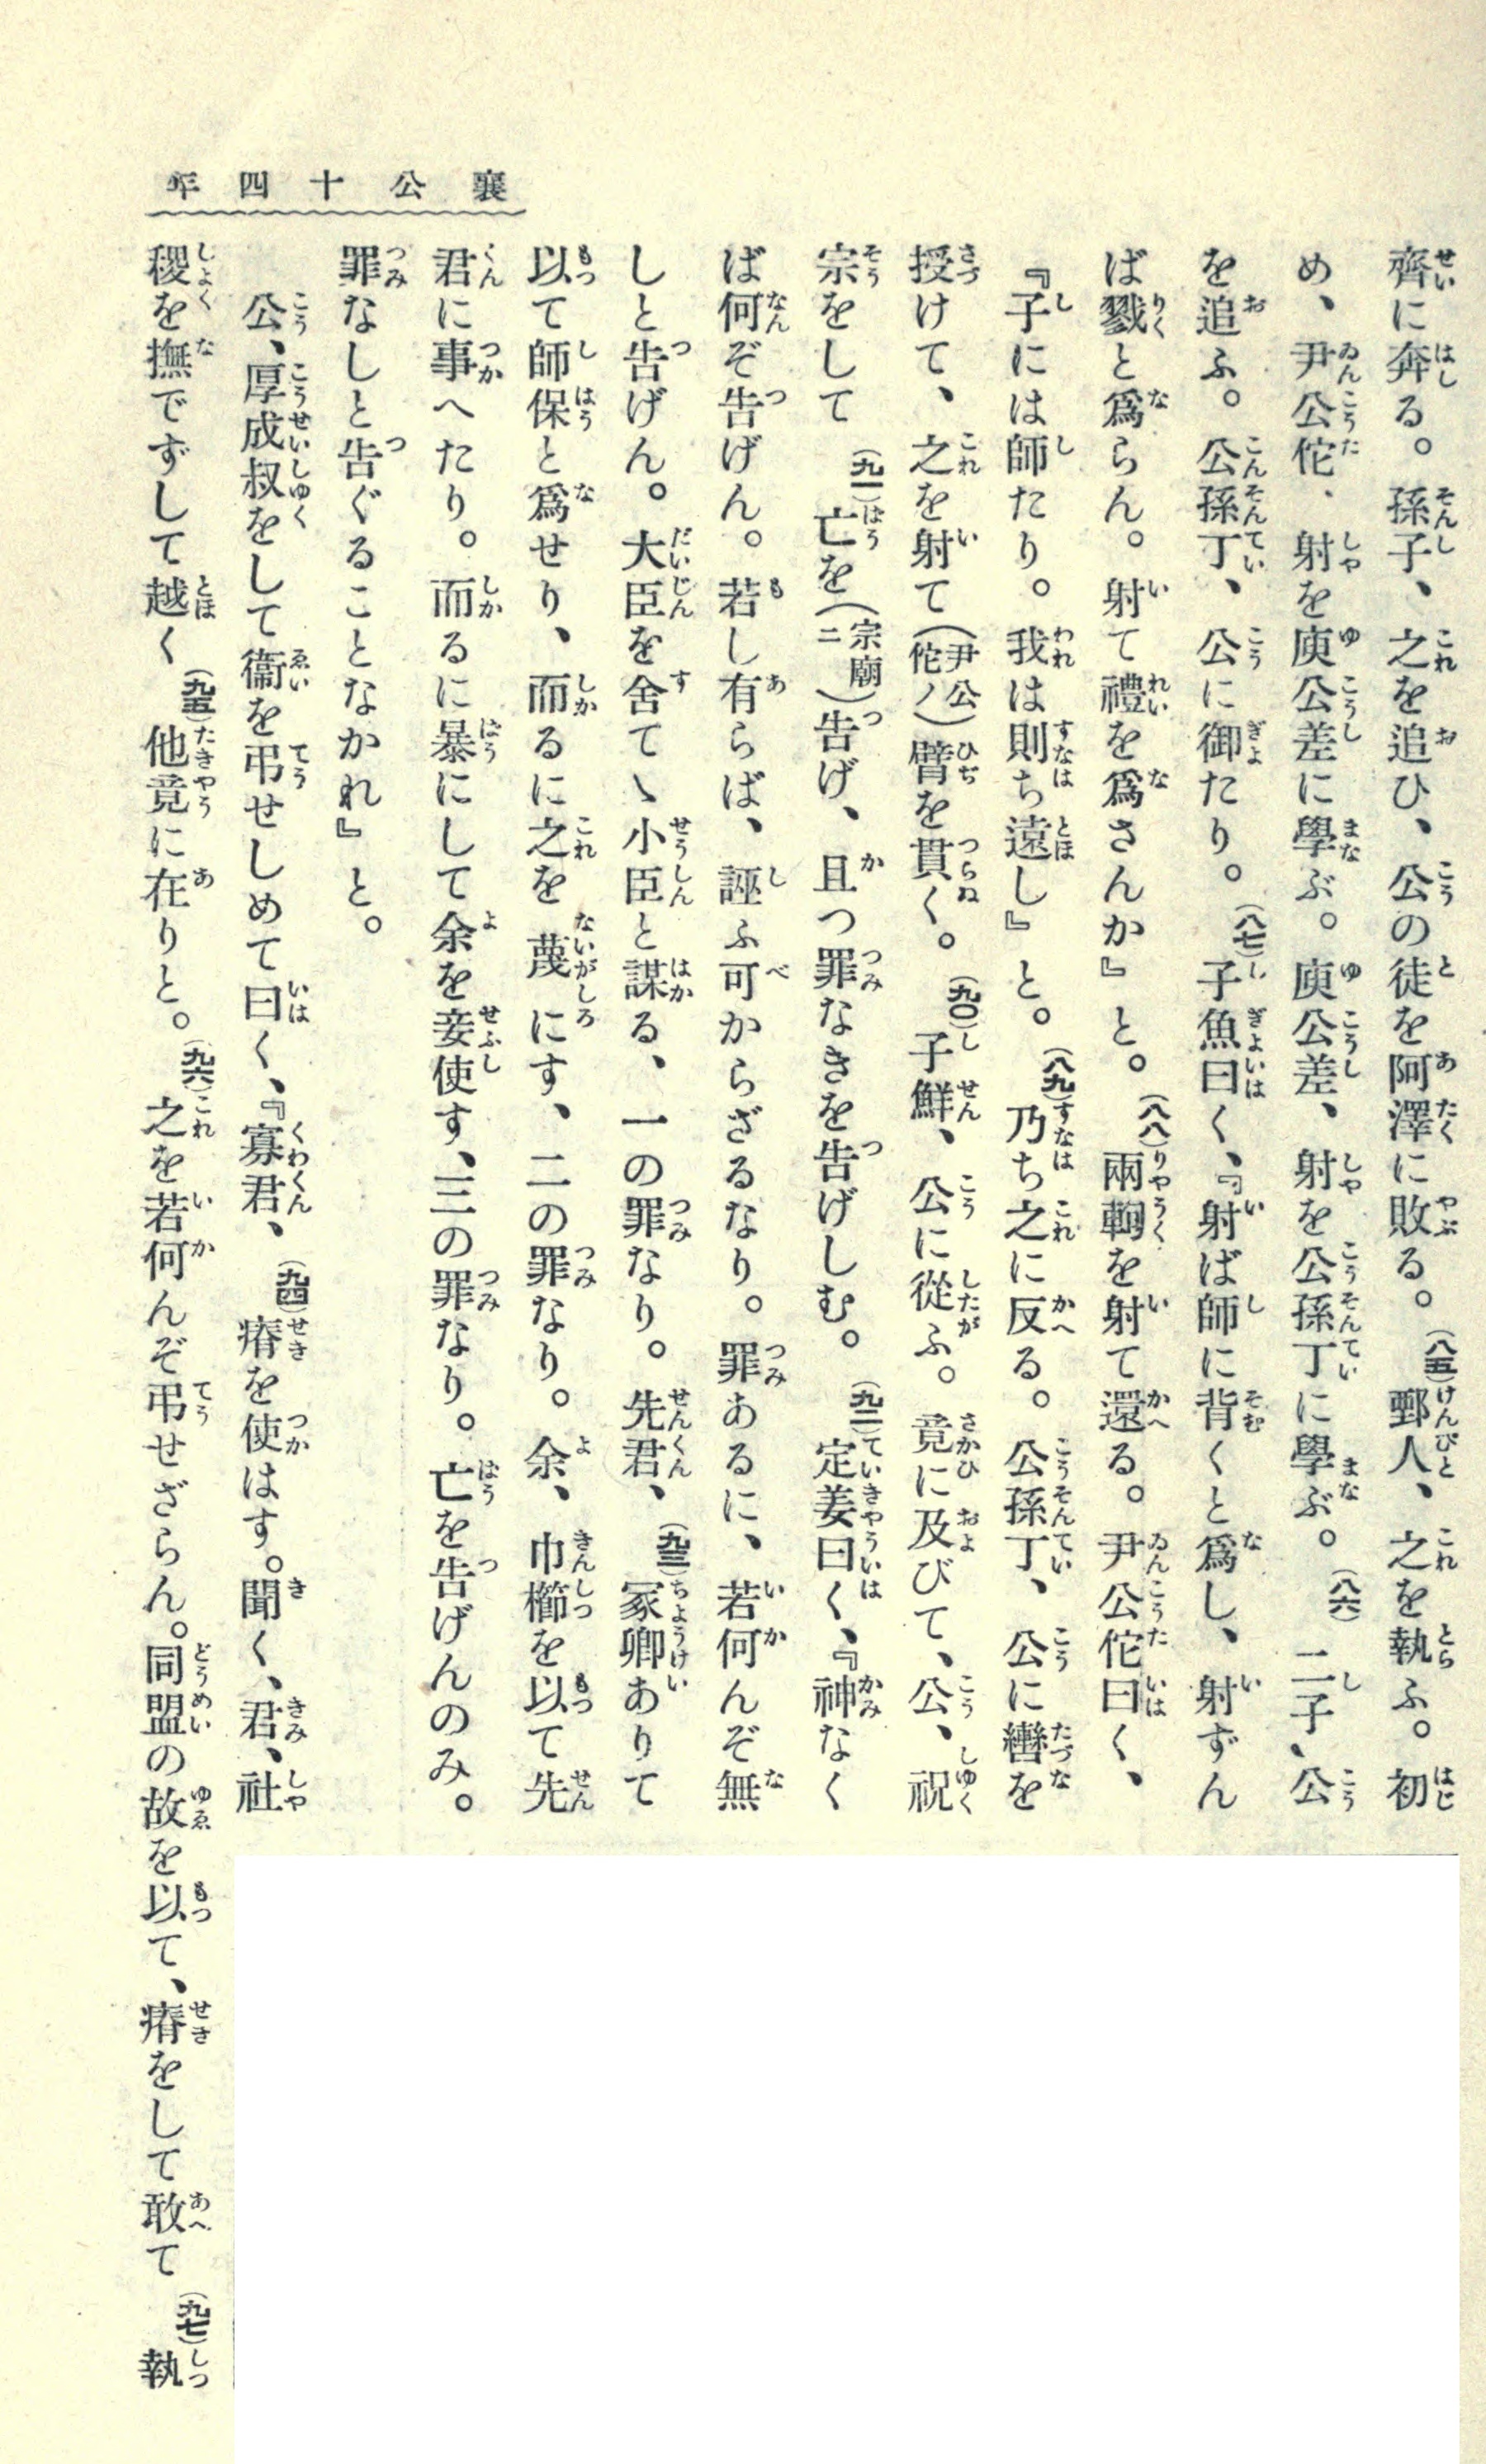 襄公十四年
齊に奔る。孫子、之を追ひ、公の徒を阿澤に敗る。(八五)鄄人、之を執ふ。初
め、尹公佗、射を庾公差に學ぶ。庾公差、射を公孫丁に學ぶ。(八六)二子、公
を追ふ。公孫丁、公に御たり。(八七)子魚曰く、『射ば師に背くと爲し、射ずん
ば戮と爲らん。射て禮を爲さんか』と。(八八)兩軥を射て還る。尹公佗曰く、
『子には師たり。我は則ち遠し』と。(八九)乃ち之に反る。公孫丁、公に轡を
授けて、之を射て(尹公佗ノ)臂を貫く。(九〇)子鮮、公に從ふ。竟に及びて、公、祝
宗をして(九一)亡を(宗廟ニ)告げ、且つ罪なきを告げしむ。(九二)定姜曰く、『神なく
ば何ぞ告げん。若し有らば、誣ふ可からざるなり。罪あるに、若何んぞ無
しと告げん。大臣を舍てゝ小臣と謀る、一の罪なり。先君、(九三)冢卿ありて
以て師保と爲せり、而るに之を蔑にす、二の罪なり。余、巾櫛を以て先
君に事へたり。而るに暴にして余を妾使す、三の罪なり。亡を告げんのみ。
罪なしと告ぐることなかれ』と。
公、厚成叔をして衞を弔せしめて曰く、『寡君、(九四)瘠を使はす。聞く、君、社
稷を撫でずして越く(九五)他竟に在りと。(九六)之を若何んぞ弔せざらん。同盟の故を以て、瘠をして敢て(九七)執